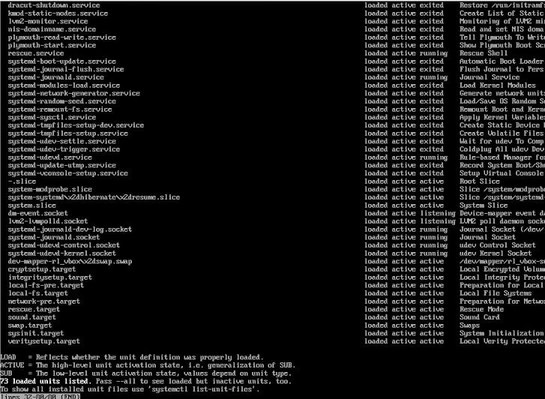 dracut-shutdown.service loaded active exited Restore /run/initramfs
kmod-static-nodes.service loaded active exited Create List of Static
lvm2-monitor.service loaded active exited Monitoring of LVM2 mir
nis-domainname.service loaded active exited Read and set NIS domai
plymouth-read-write.service loaded active exited Tell Plymouth To Write
plymouth-start.service loaded active exited Show Plymouth Boot Scr
rescue.service loaded active running Rescue Shell
systemd-boot-update.service loaded active exited Automatic Boot Loader
systemd-journal-flush.service loaded active exited Flush Journal to Pers
systemd-journald.service loaded active running Journal Service
systemd-modules-load.service loaded active exited Load Kernel Modules
systemd-network-generator.service loaded active exited Generate network units
systemd-random-seed.service loaded active exited Load/Save OS Random Se
systemd-remount-fs.service loaded active exited Remount Root and Kerne
systemd-sysctl.service loaded active exited Apply Kernel Variables
systemd-tmpfiles-setup-dev.service loaded active exited Create Static Device N
systemd-tmpfiles-setup.service loaded active exited Create Volatile Files
systemd-udev-settle.service loaded active exited Wait for udev To Comp
systemd-udev-trigger.service loaded active exited Coldplug All udev Devi
systemd-udevd.service loaded active running Rule-based Manager for
systemd-update-utmp.service loaded active exited Record System Boot/Sh
systemd-vconsole-setup.service loaded active exited Setup Virtual Console
-.slice loaded active active Root Slice
system-modprobe.slice loaded active active Slice /system/modprobe
system-systemd\x2dhibernate\x2dresume.slice loaded active active Slice /system/systemd
system.slice loaded active active System Slice
dm-event.socket loaded active listening Device-mapper event da
lvm2-lvmpolld.socket loaded active listening LVM2 poll daemon socke
systemd-journald-dev-log.socket loaded active running Journal Socket (/dev/
systemd-journald.socket loaded active running Journal Socket
systemd-udevd-control.socket loaded active running udev Control Socket
systemd-udevd-kernel.socket loaded active running udev Kernel Socket
dev-mapper-rl_vbox\x2dswap.swap loaded active active /dev/mapper/rl_vbox-sw
cryptsetup.target loaded active active Local Encrypted Volume
integritysetup.target loaded active active Local Integrity Protec
local-fs-pre.target loaded active active Preparation for Local
local-fs.target loaded active active Local File Systems
network-pre.target loaded active active Preparation for Networ
rescue.target loaded active active Rescue Mode
sound.target loaded active active Sound Card
swap.target loaded active active Swaps
sysinit.target loaded active active System Initialization
veritysetup.target loaded active active Local Verity Protected
LOAD = Reflects whether the unit definition was properly loaded.
ACTIVE = The high-level unit activation state, i.e. generalization of SUB.
SUB = The low-level unit activation state, values depend on unit type.
73 loaded units listed. Pass --all to see loaded but inactive units, too.
To show all installed unit files use 'systemctl list-unit-files'.
lines 32-80/80 (END)